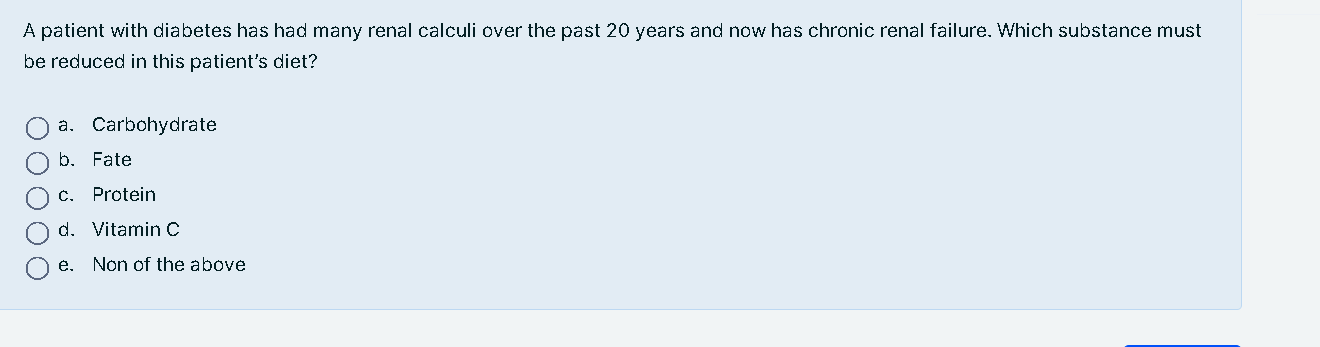 A patient with diabetes has had many renal calculi over the past 20 years and now has chronic renal failure. Which substance must
be reduced in this patient's diet?
a. Carbohydrate
b. Fate
c. Protein
d. Vitamin C
e. Non of the above